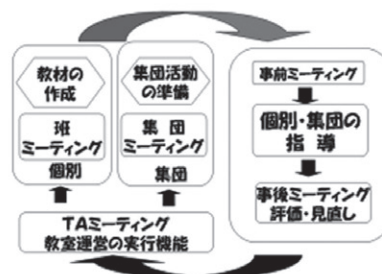 教材の
作成
班
ミーティング
個別
集団活動
の準備
集団
ミーティング
集団
TAミーティング
教室運営の実行機能
事前ミーティング
個別・集団の
指導
事後ミーティング
評価・見直し